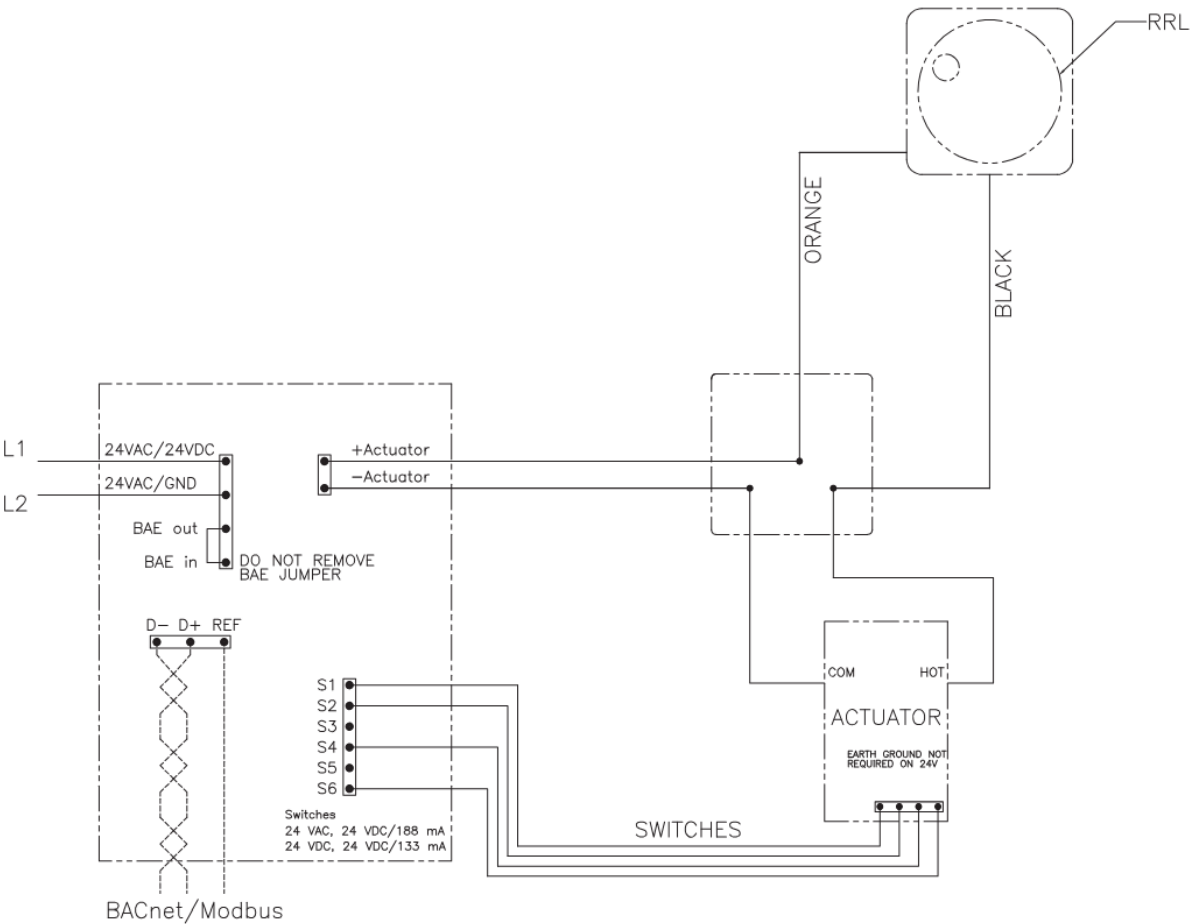 RRL
ORANGE
BLACK
L1
24VAC/24VDC
+Actuator
24VAC/GND
-Actuator
L2
BAE out
BAE in
DO NOT REMOVE
BAE JUMPER
D- D+ REF
S1
S2
S3
S4
S5
S6
COM
HOT
ACTUATOR
EARTH GROUND NOT
REQUIRED ON 24V
Switches
24 VAC, 24 VDC/188 mA
24 VDC, 24 VDC/133 mA
SWITCHES
BACnet/Modbus